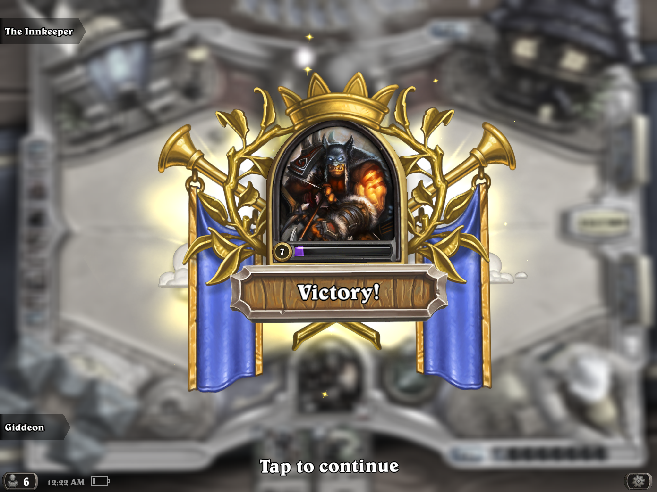 The Innkeeper
7
Victory!
Giddeon
Tap to continue
6 12:22 AM